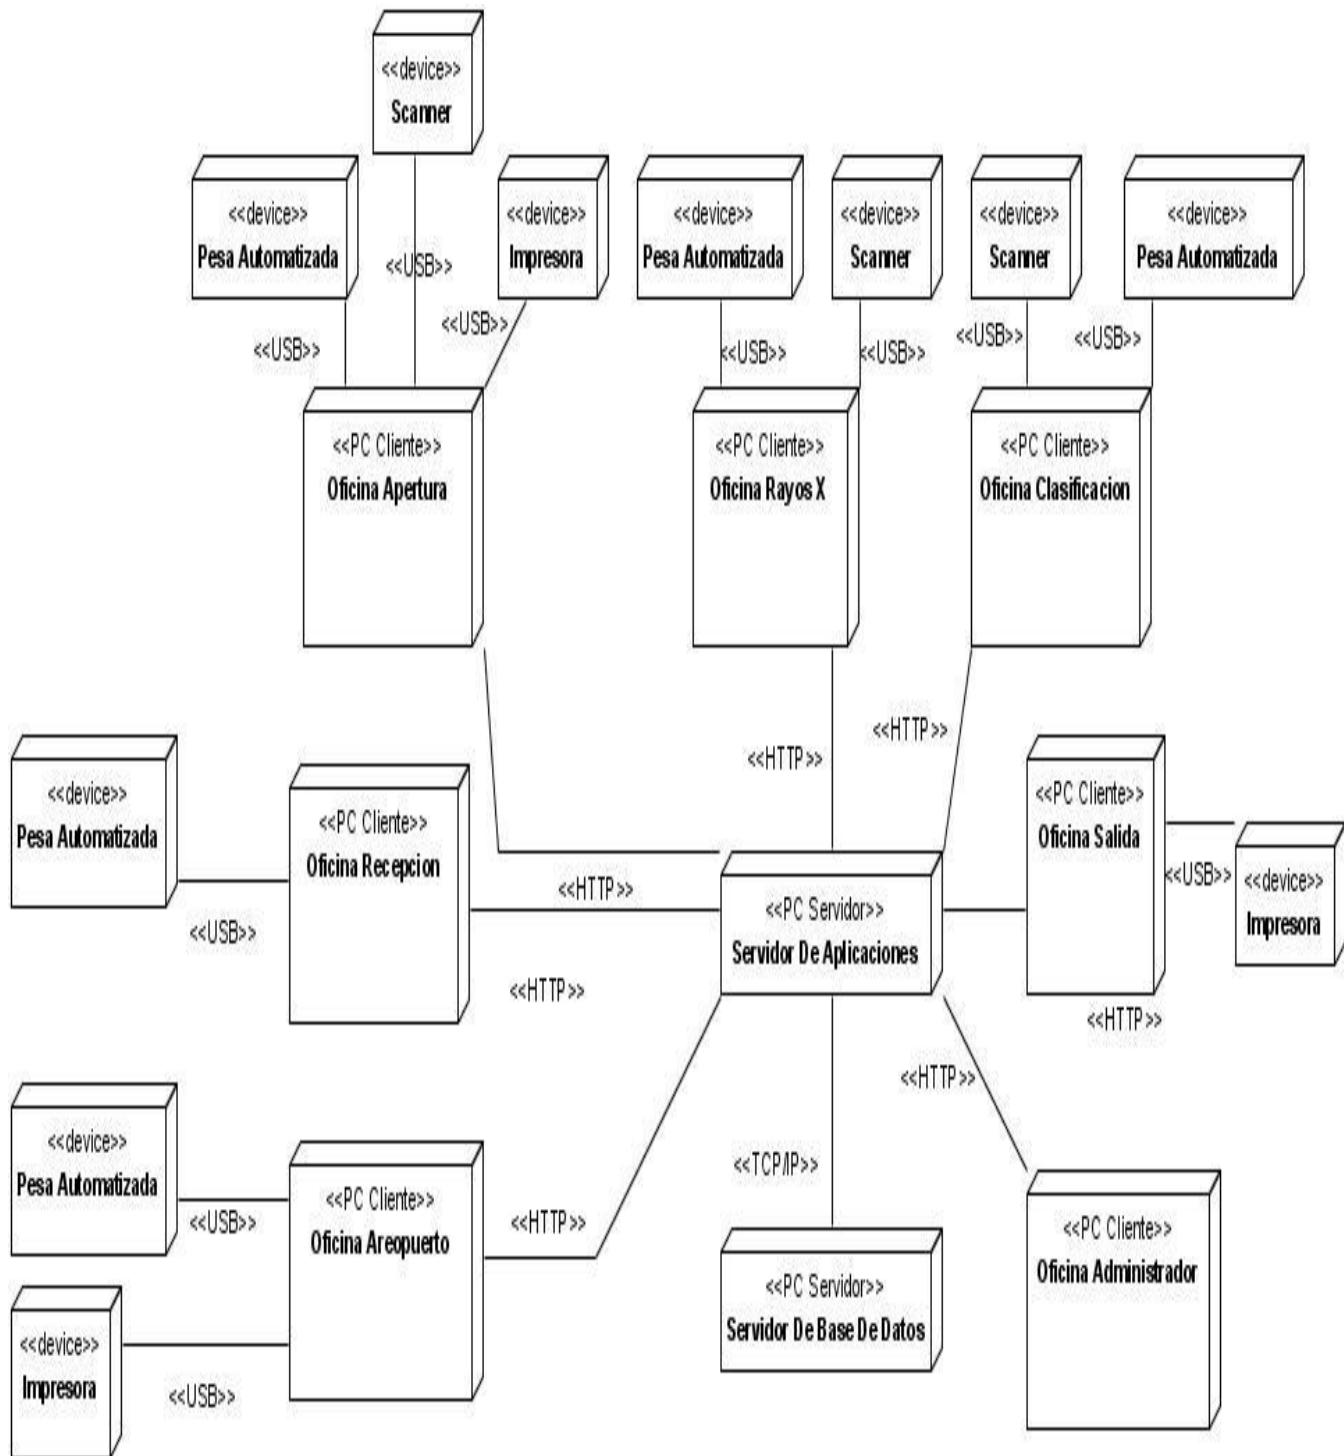 <<device>>
Scanner
<<device>>
Pesa Automatizada
<<device>>
Impresora
<<device>>
Pesa Automatizada
<<device>>
Scanner
<<device>>
Scanner
<<device>>
Pesa Automatizada
<<USB>>
<<USB>>
<<USB>>
<<USB>>
<<USB>>
<<USB>>
<<USB>>
<<PC Cliente>>
Oficina Apertura
<<PC Cliente>>
Oficina Rayos X
<<PC Cliente>>
Oficina Clasificacion
<<HTTP>>
<<HTTP>>
<<device>>
Pesa Automatizada
<<PC Cliente>>
Oficina Recepcion
<<PC Cliente>>
Oficina Salida
<<USB>>
<<device>>
Impresora
<<HTTP>>
<<PC Servidor>>
Servidor De Aplicaciones
<<USB>>
<<HTTP>>
<<HTTP>>
<<HTTP>>
<<device>>
Pesa Automatizada
<<USB>>
<<PC Cliente>>
Oficina Areopuerto
<<HTTP>>
<<TCP/IP>>
<<PC Cliente>>
Oficina Administrador
<<PC Servidor>>
Servidor De Base De Datos
<<device>>
Impresora
<<USB>>